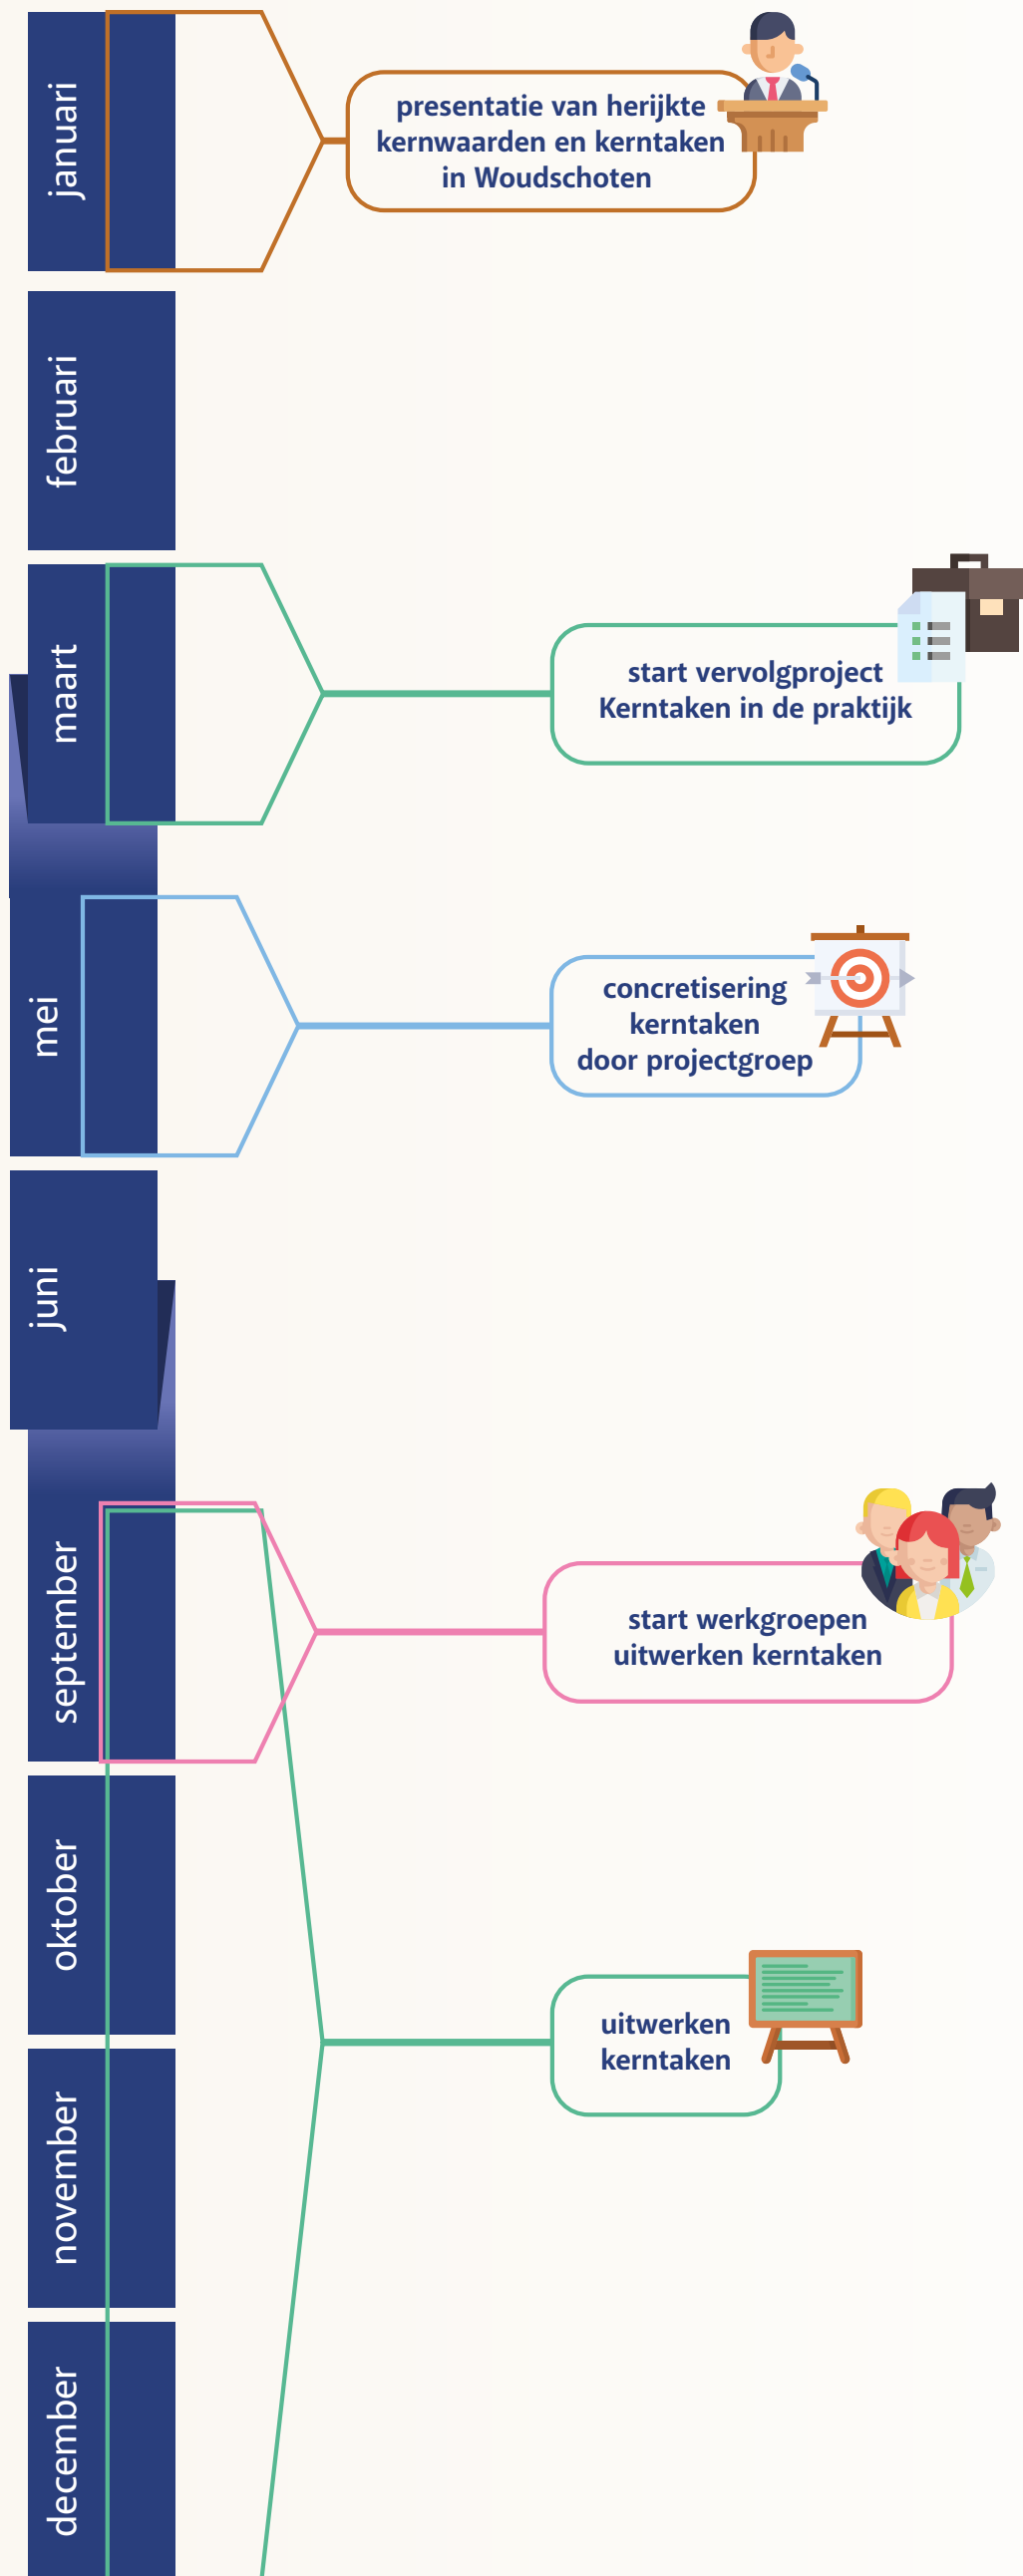 januari
presentatie van herijkte
kernwaarden en kerntaken
in Woudschoten
februari
maart
start vervolgproject
Kerntaken in de praktijk
mei
concretisering
kerntaken
door projectgroep
juni
september
start werkgroepen
uitwerken kerntaken
oktober
uitwerken
kerntaken
november
december